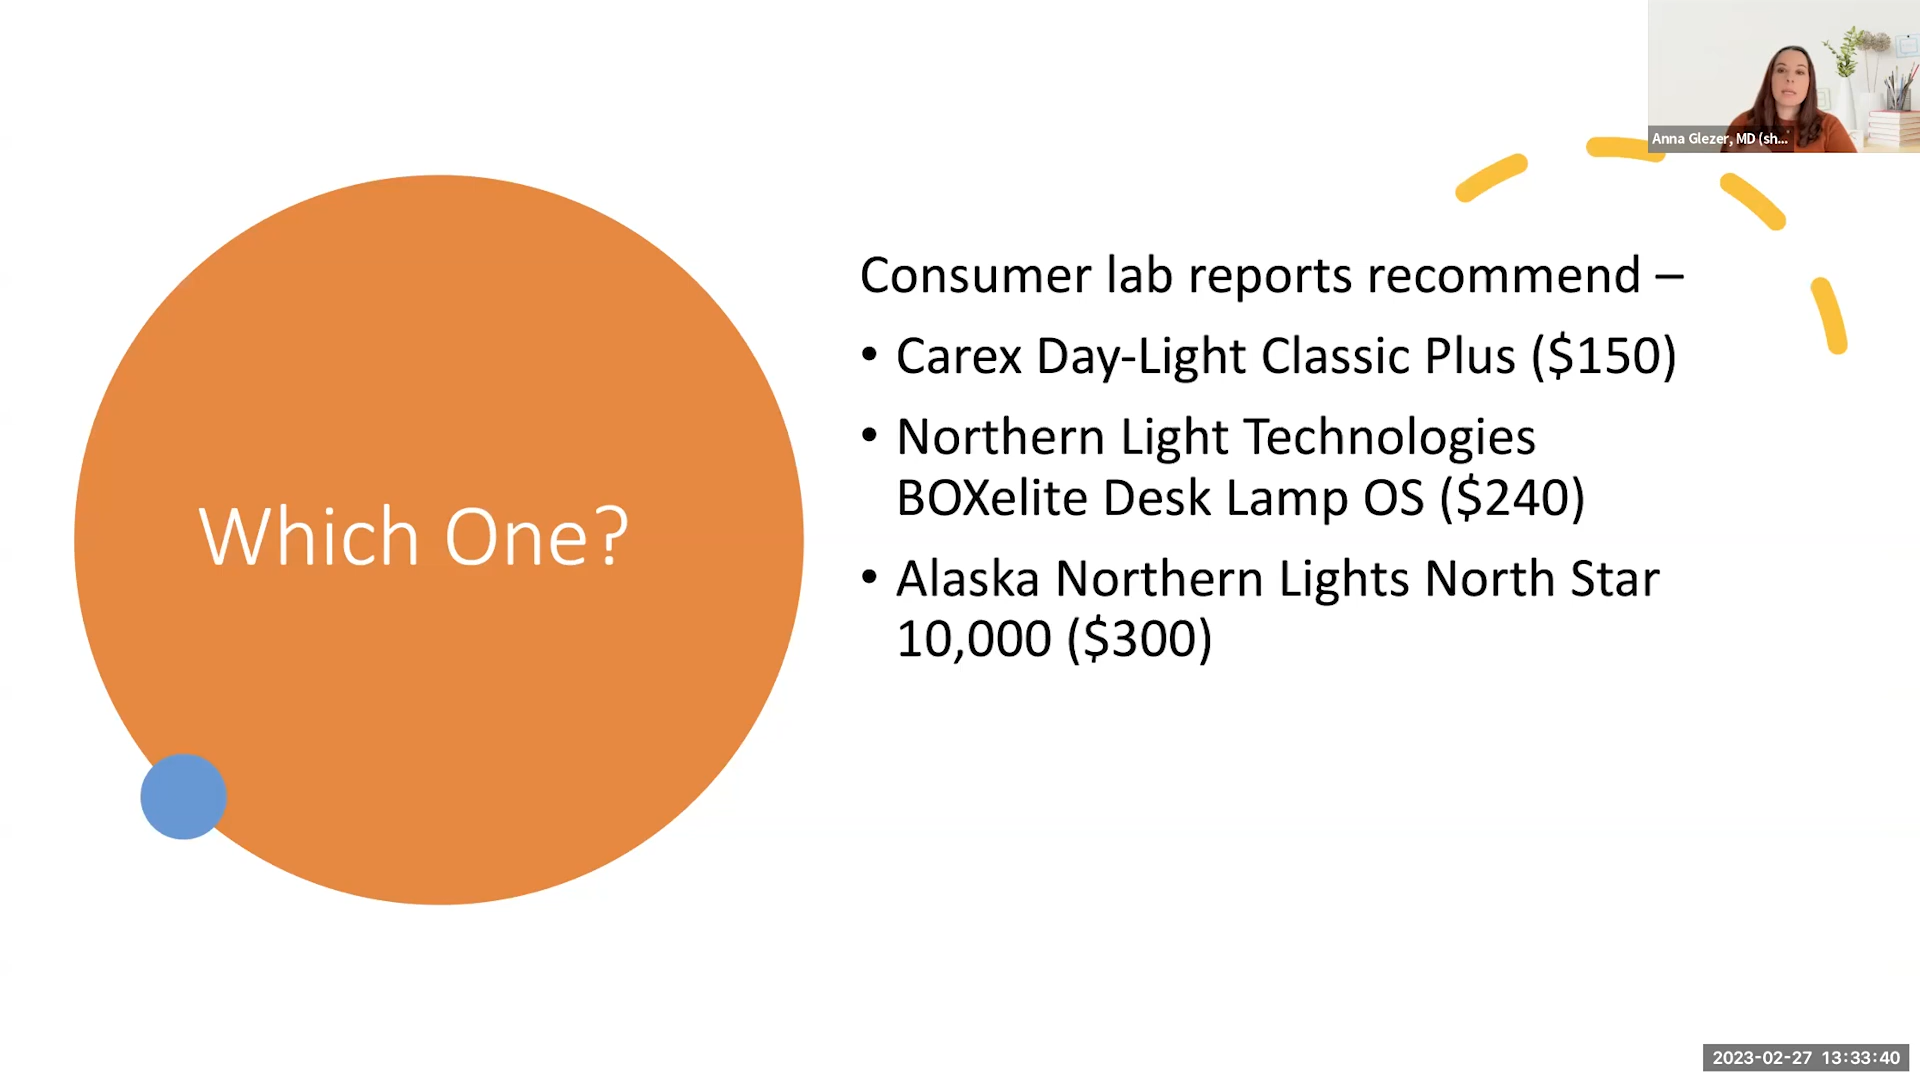 Anna Glezer, MD (sh...
Which One?
Consumer lab reports recommend –
• Carex Day-Light Classic Plus ($150)
• Northern Light Technologies
BOXelite Desk Lamp OS ($240)
• Alaska Northern Lights North Star
10,000 ($300)
2023-02-27 13:33:40